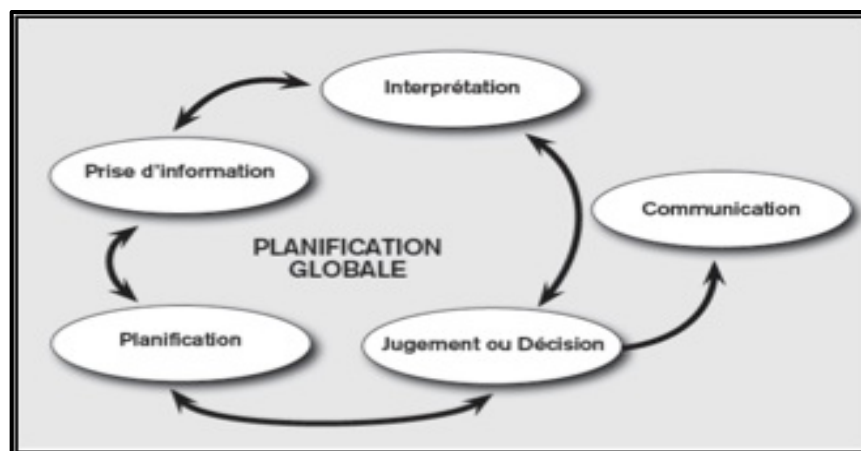 Interprétation
Prise d'information
Communication
PLANIFICATION
GLOBALE
Planification
Jugement ou Décision